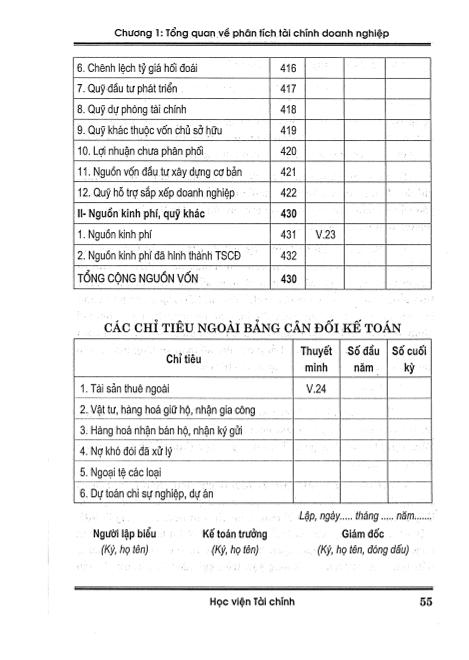 Chương 1: Tổng quan về phân tích tài chính doanh nghiệp
6. Chênh lệch tỷ giá hối đoái 416
7. Quỹ đầu tư phát triển 417
8. Quỹ dự phòng tài chính 418
9. Quỹ khác thuộc vốn chủ sở hữu 419
10. Lợi nhuận chưa phân phối 420
11. Nguồn vốn đầu tư xây dựng cơ bản 421
12. Quỹ hỗ trợ sắp xếp doanh nghiệp 422
II- Nguồn kinh phí, quỹ khác 430
1. Nguồn kinh phí 431 V.23
2. Nguồn kinh phí đã hình thành TSCĐ 432
TỔNG CỘNG NGUỒN VỐN 430
CÁC CHỈ TIÊU NGOÀI BẢNG CÂN ĐỐI KẾ TOÁN
Chỉ tiêu Thuyết minh Số đầu năm Số cuối kỳ
1. Tài sản thuê ngoài V.24
2. Vật tư, hàng hoá giữ hộ, nhận gia công
3. Hàng hoá nhận bán hộ, nhận ký gửi
4. Nợ khó đói đã xử lý
5. Ngoại tệ các loại
6. Dự toán chi sự nghiệp, dự án
Lập, ngày..... tháng ..... năm.......
Người lập biểu Kế toán trưởng Giám đốc
(Ký, họ tên) (Ký, họ tên) (Ký, họ tên, đóng dấu)
Học viện Tài chính 55